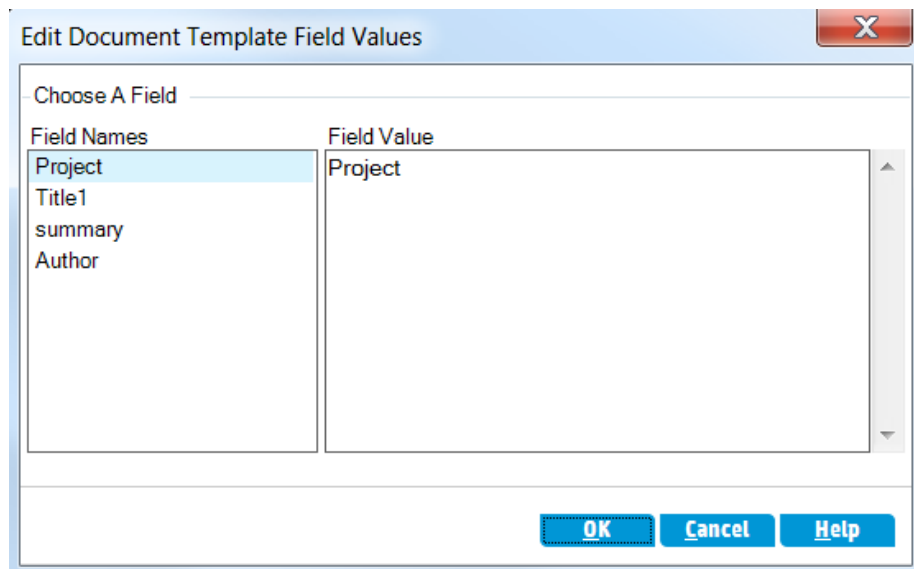 Edit Document Template Field Values
X
Choose A Field
Field Names
Field Value
Project
Project
Title1
summary
Author
OK
Cancel
Help